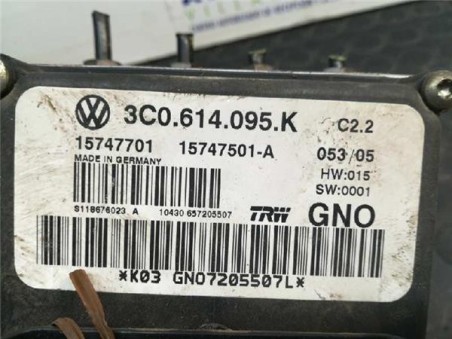 3C0.614.095.K C2.2
15747701 15747501-A 053/05
MADE IN GERMANY HW:015
SW:0001
S118676023 A 10430 657205507 TRW GNO
*K03 GNO7205507L*